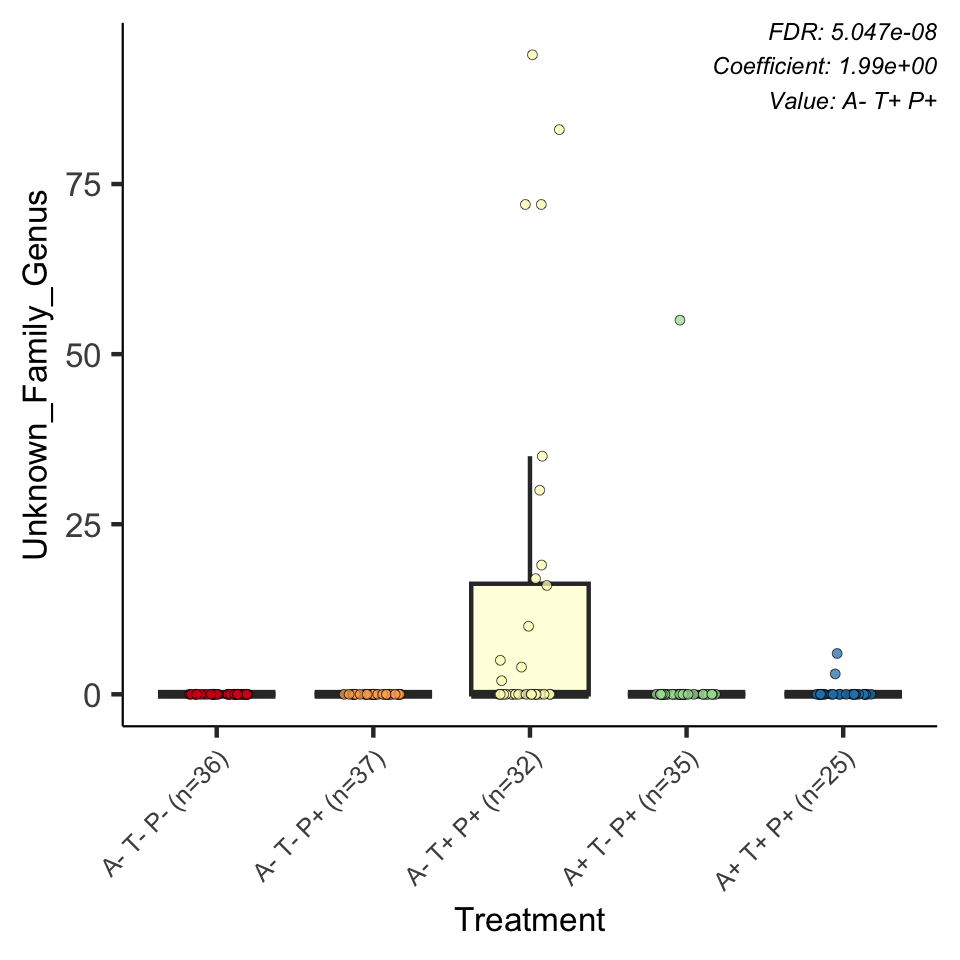 FDR: 5.047e-08
Coefficient: 1.99e+00
Value: A- T+ P+
Unknown_Family_Genus
75
50
25
0
A- T- P- (n=36)
A- T- P+ (n=37)
A- T+ P+ (n=32)
A+ T- P+ (n=35)
A+ T+ P+ (n=25)
Treatment